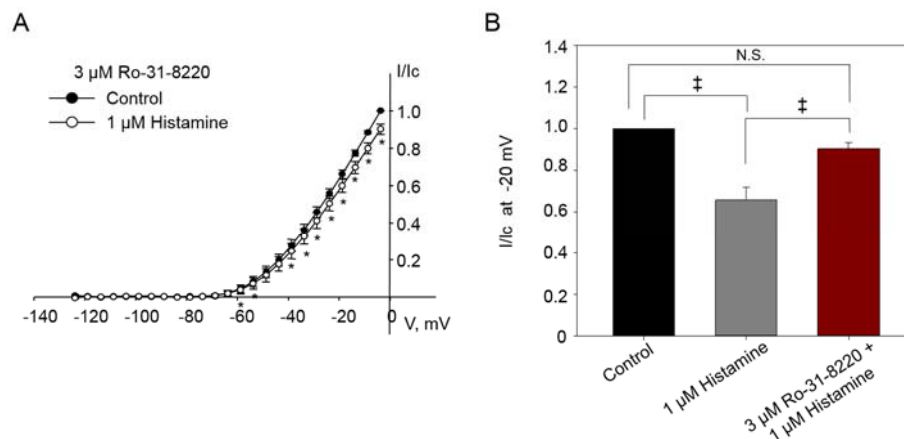 A
3 µM Ro-31-8220
Control
1 µM Histamine
I/Ic
1.0
0.8
0.6
0.4
0.2
* * * * * * * * * *
-140 -120 -100 -80 -60 -40 -20 0
V, mV
B
I/Ic at -20 mV
1.4
1.2
1.0
0.8
0.6
0.4
0.2
0
N.S.
‡
‡
Control
1 µM Histamine
3 µM Ro-31-8220 +
1 µM Histamine